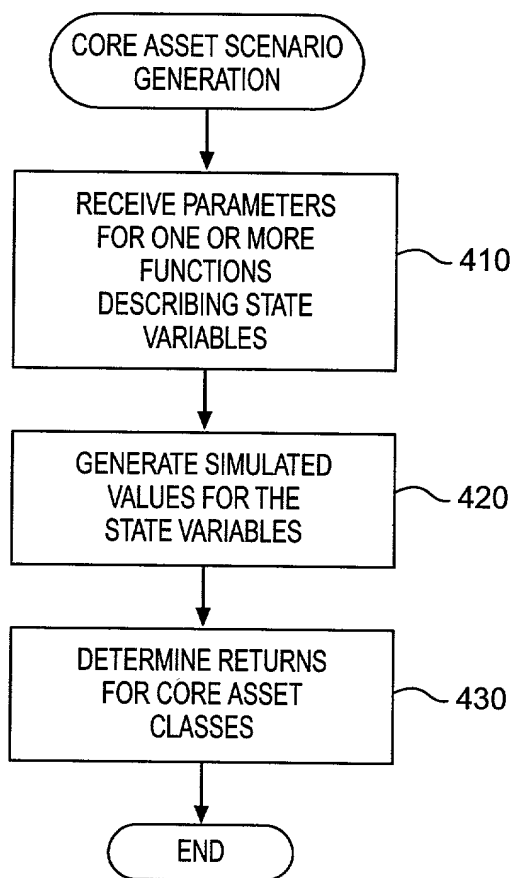 CORE ASSET SCENARIO
GENERATION
RECEIVE PARAMETERS
FOR ONE OR MORE
FUNCTIONS
DESCRIBING STATE
VARIABLES
410
GENERATE SIMULATED
VALUES FOR THE
STATE VARIABLES
420
DETERMINE RETURNS
FOR CORE ASSET
CLASSES
430
END